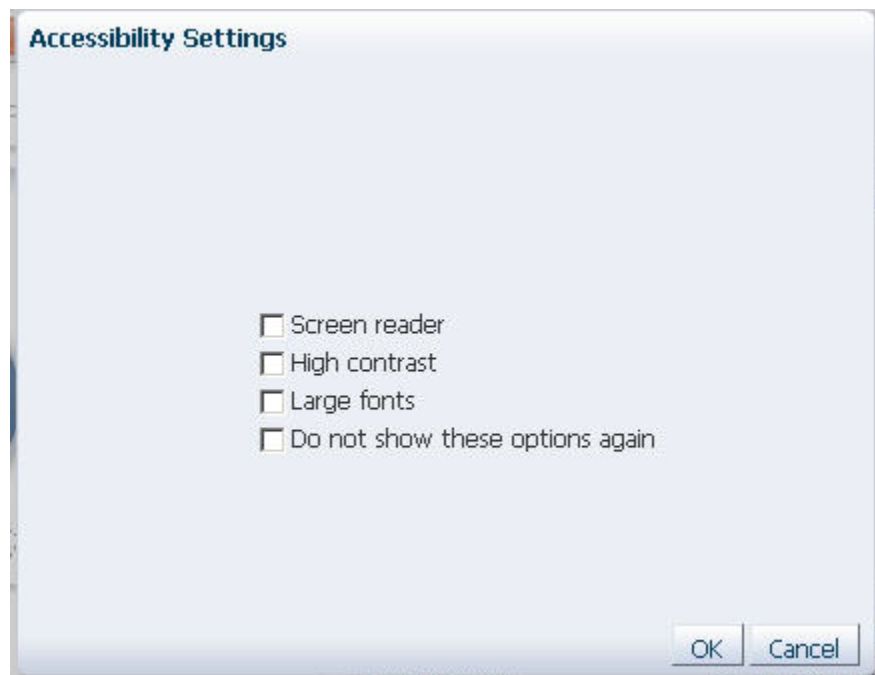 Accessibility Settings
Screen reader
High contrast
Large fonts
Do not show these options again
OK Cancel